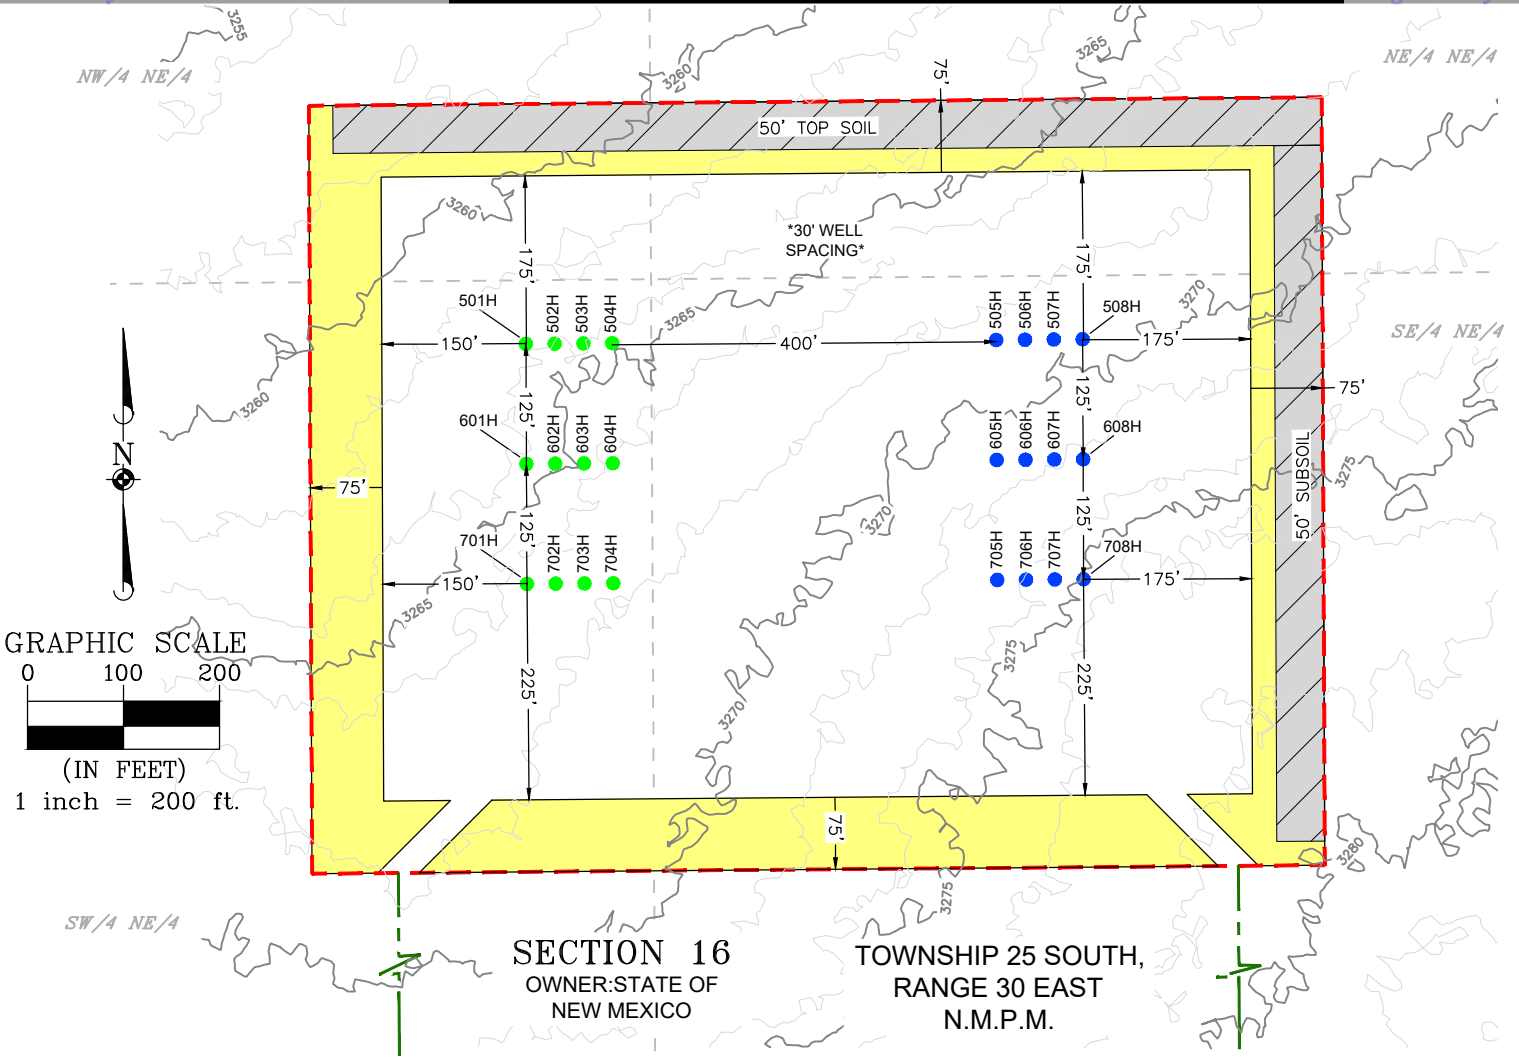 3255
3265
3260
NW/4 NE/4
NE/4 NE/4
75'
50' TOP SOIL
3260
*30' WELL
SPACING*
175'
175'
3270
501H
502H
503H
504H
3265
505H
506H
507H
508H
SE/4 NE/4
150'
400'
175'
3260
125'
125'
75'
601H
602H
603H
604H
605H
606H
607H
608H
N
75'
50' SUBSOIL
3275
3270
125'
125'
701H
702H
703H
704H
705H
706H
707H
708H
150'
175'
3265
GRAPHIC SCALE
0 100 200
(IN FEET)
1 inch = 200 ft.
225'
225'
3275
3270
75'
3280
3275
SW/4 NE/4
SECTION 16
OWNER:STATE OF
NEW MEXICO
TOWNSHIP 25 SOUTH,
RANGE 30 EAST
N.M.P.M.